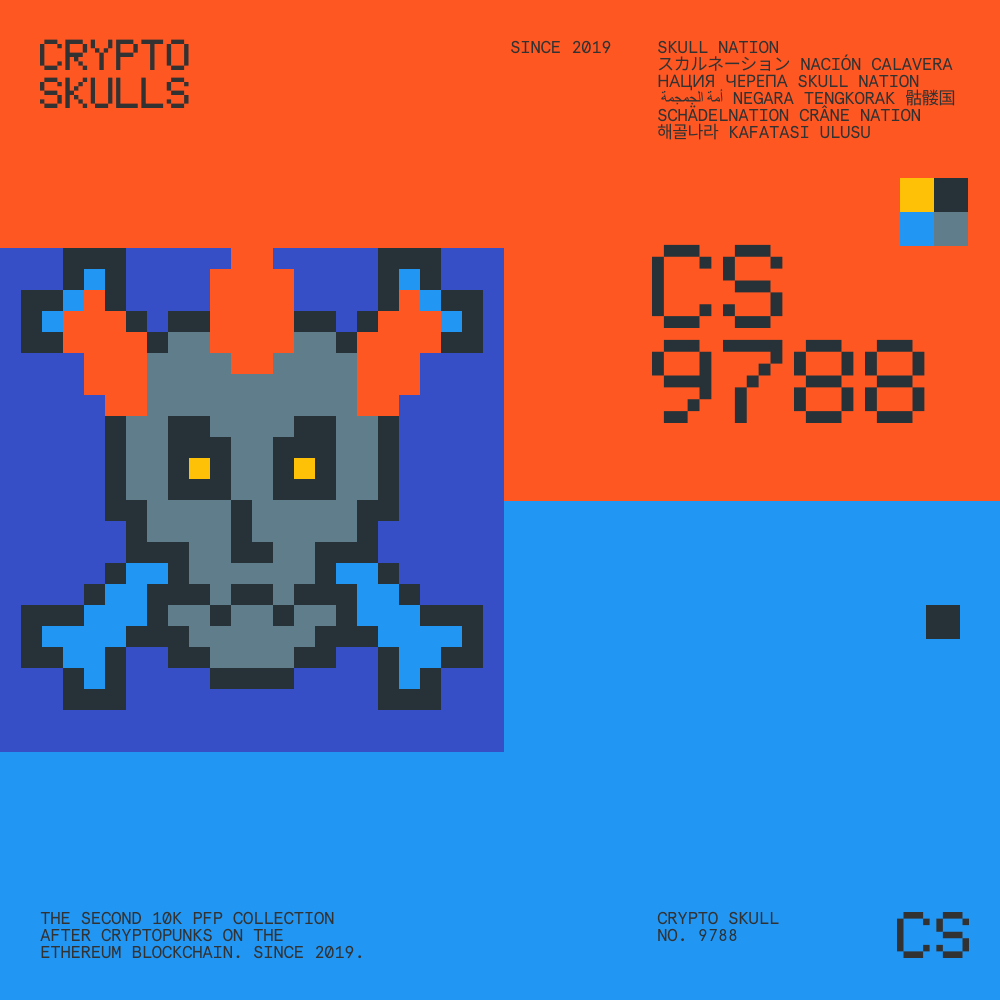 CRYPTO
SKULLS
SINCE 2019
SKULL NATION
スカルネーション NACIÓN CALAVERA
НАЦИЯ ЧЕРЕПА SKULL NATION
أمة الجمجمة NEGARA TENGKORAK 骷髅国
SCHÄDELNATION CRÂNE NATION
해골나라 KAFATASI ULUSU
CS
9788
THE SECOND 10K PFP COLLECTION
AFTER CRYPTOPUNKS ON THE
ETHEREUM BLOCKCHAIN. SINCE 2019.
CRYPTO SKULL
NO. 9788
CS